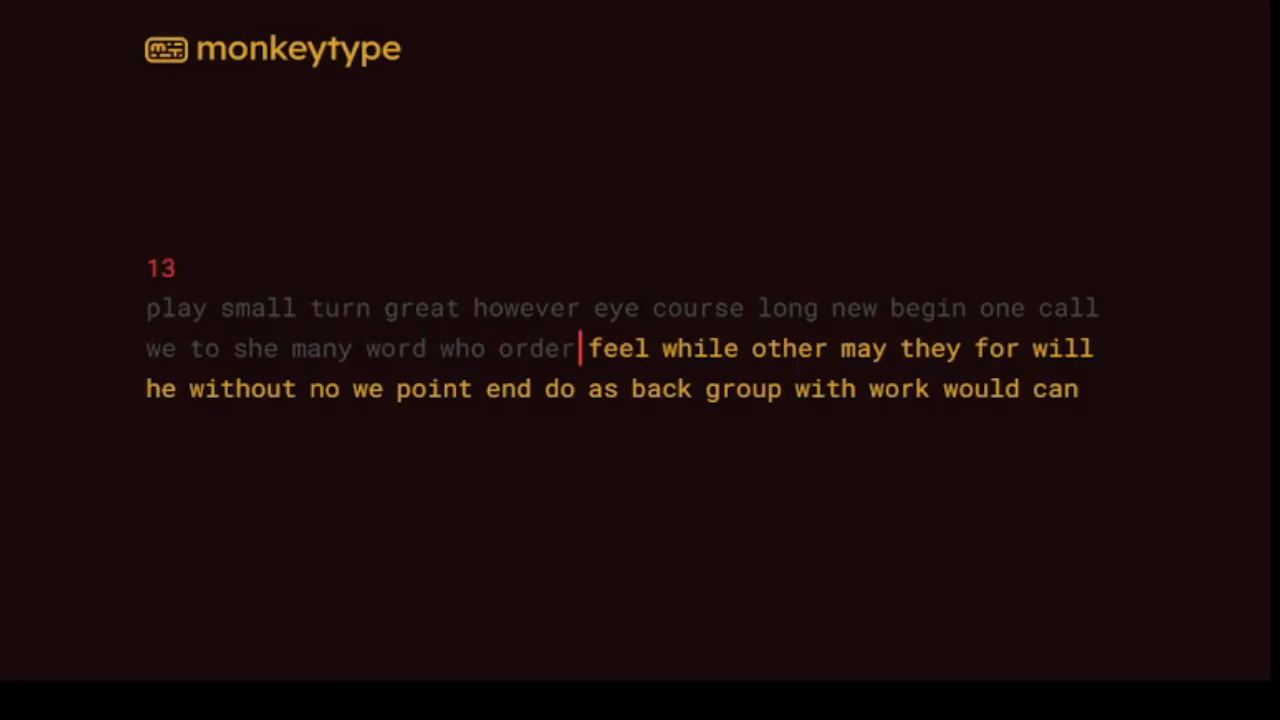 monkeytype
13
play small turn great however eye course long new begin one call
we to she many word who order feel while other may they for will
he without no we point end do as back group with work would can